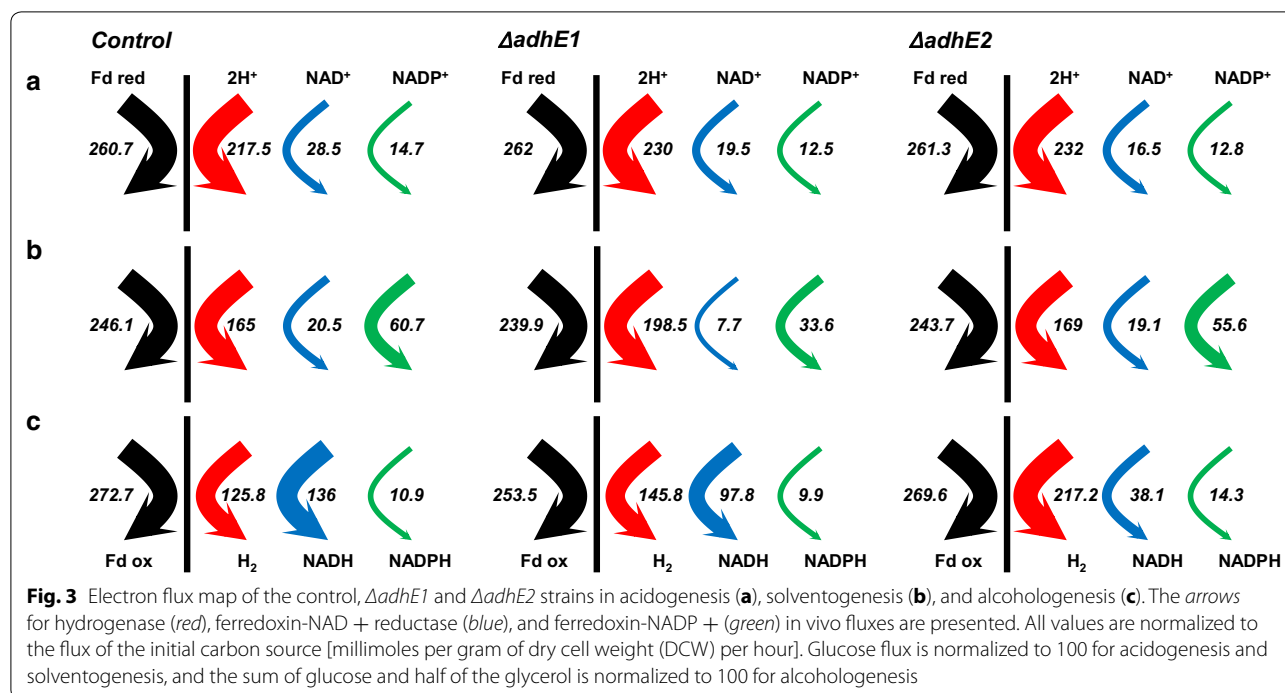 Control ΔadhE1 ΔadhE2
a Fd red 2H⁺ NAD⁺ NADP⁺ Fd red 2H⁺ NAD⁺ NADP⁺ Fd red 2H⁺ NAD⁺ NADP⁺
260.7 217.5 28.5 14.7 262 230 19.5 12.5 261.3 232 16.5 12.8
b
246.1 165 20.5 60.7 239.9 198.5 7.7 33.6 243.7 169 19.1 55.6
c
272.7 125.8 136 10.9 253.5 145.8 97.8 9.9 269.6 217.2 38.1 14.3
Fd ox H₂ NADH NADPH Fd ox H₂ NADH NADPH Fd ox H₂ NADH NADPH
Fig. 3 Electron flux map of the control, ΔadhE1 and ΔadhE2 strains in acidogenesis (a), solventogenesis (b), and alcohologenesis (c). The arrows
for hydrogenase (red), ferredoxin-NAD + reductase (blue), and ferredoxin-NADP + (green) in vivo fluxes are presented. All values are normalized to
the flux of the initial carbon source [millimoles per gram of dry cell weight (DCW) per hour]. Glucose flux is normalized to 100 for acidogenesis and
solventogenesis, and the sum of glucose and half of the glycerol is normalized to 100 for alcohologenesis